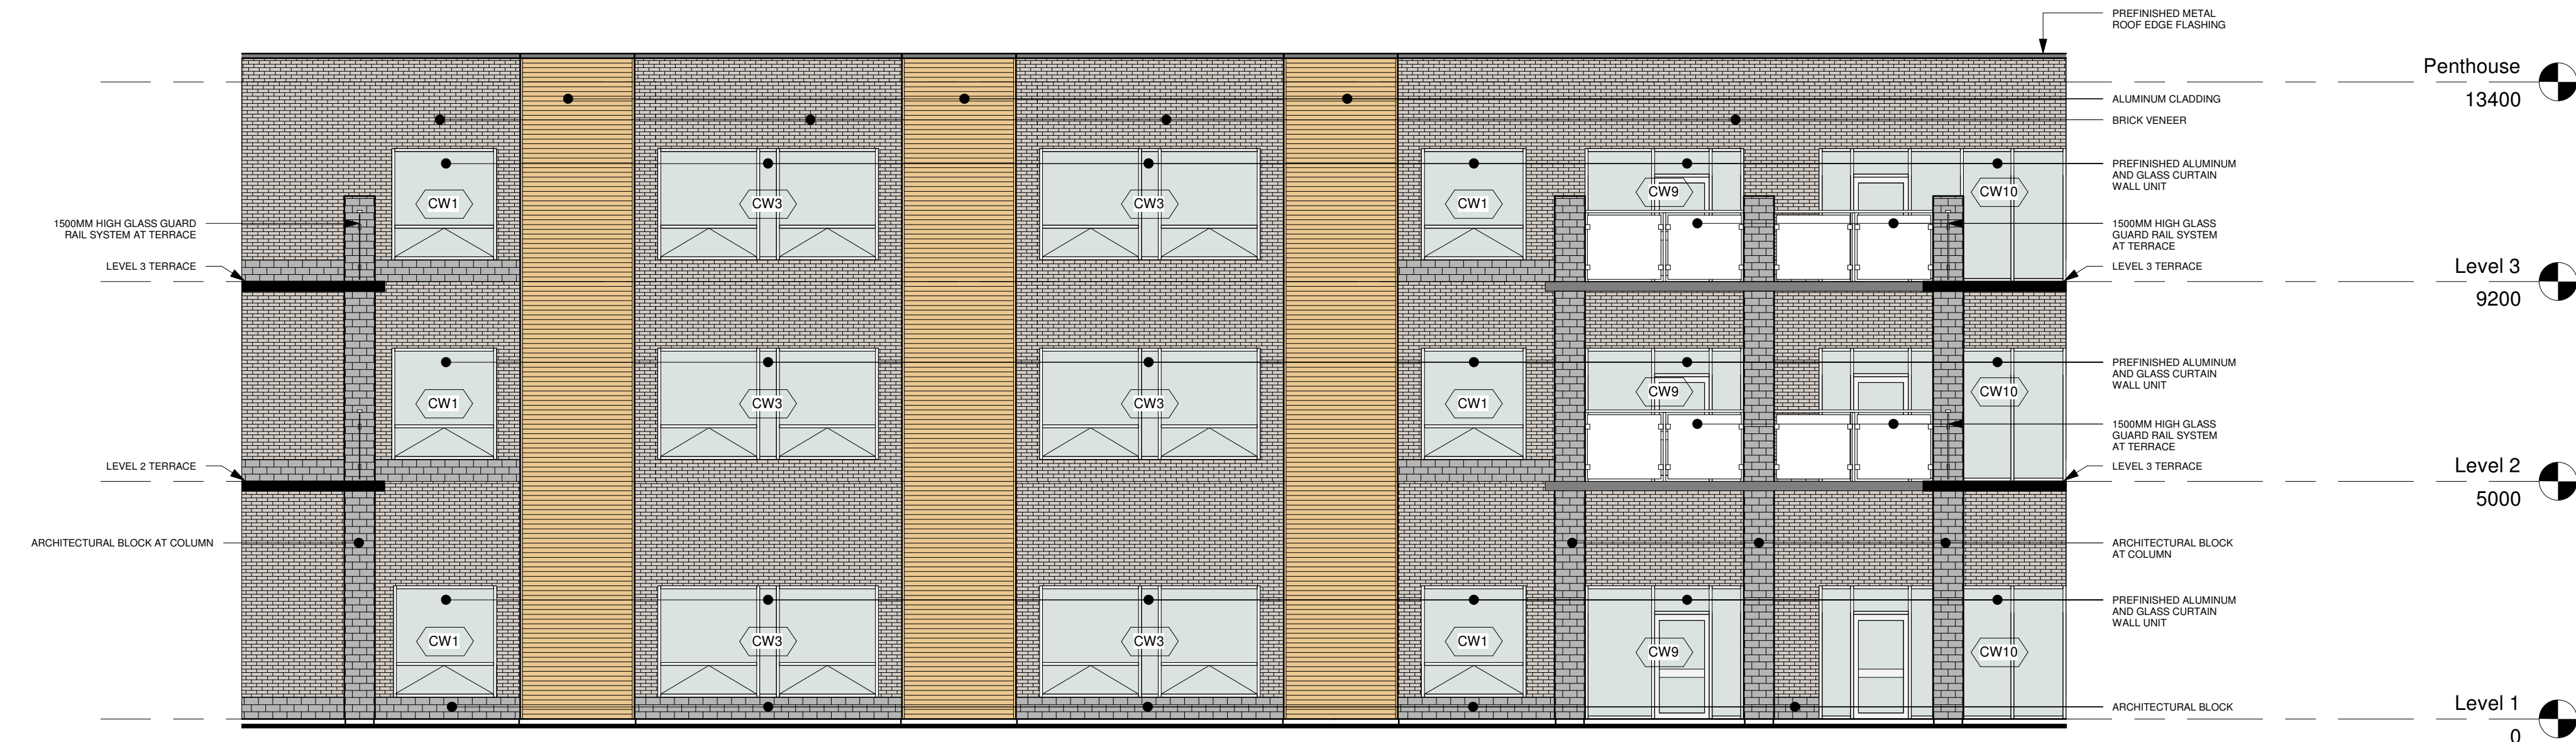 PREFINISHED METAL
ROOF EDGE FLASHING
Penthouse
13400
ALUMINUM CLADDING
BRICK VENEER
PREFINISHED ALUMINUM
AND GLASS CURTAIN
WALL UNIT
CW1
CW3
CW3
CW1
CW9
CW10
1500MM HIGH GLASS GUARD
RAIL SYSTEM AT TERRACE
1500MM HIGH GLASS
GUARD RAIL SYSTEM
AT TERRACE
LEVEL 3 TERRACE
LEVEL 3 TERRACE
Level 3
9200
PREFINISHED ALUMINUM
AND GLASS CURTAIN
WALL UNIT
CW1
CW3
CW3
CW1
CW9
CW10
1500MM HIGH GLASS
GUARD RAIL SYSTEM
AT TERRACE
LEVEL 2 TERRACE
LEVEL 3 TERRACE
Level 2
5000
ARCHITECTURAL BLOCK AT COLUMN
ARCHITECTURAL BLOCK
AT COLUMN
PREFINISHED ALUMINUM
AND GLASS CURTAIN
WALL UNIT
CW1
CW3
CW3
CW1
CW9
CW10
ARCHITECTURAL BLOCK
Level 1
0